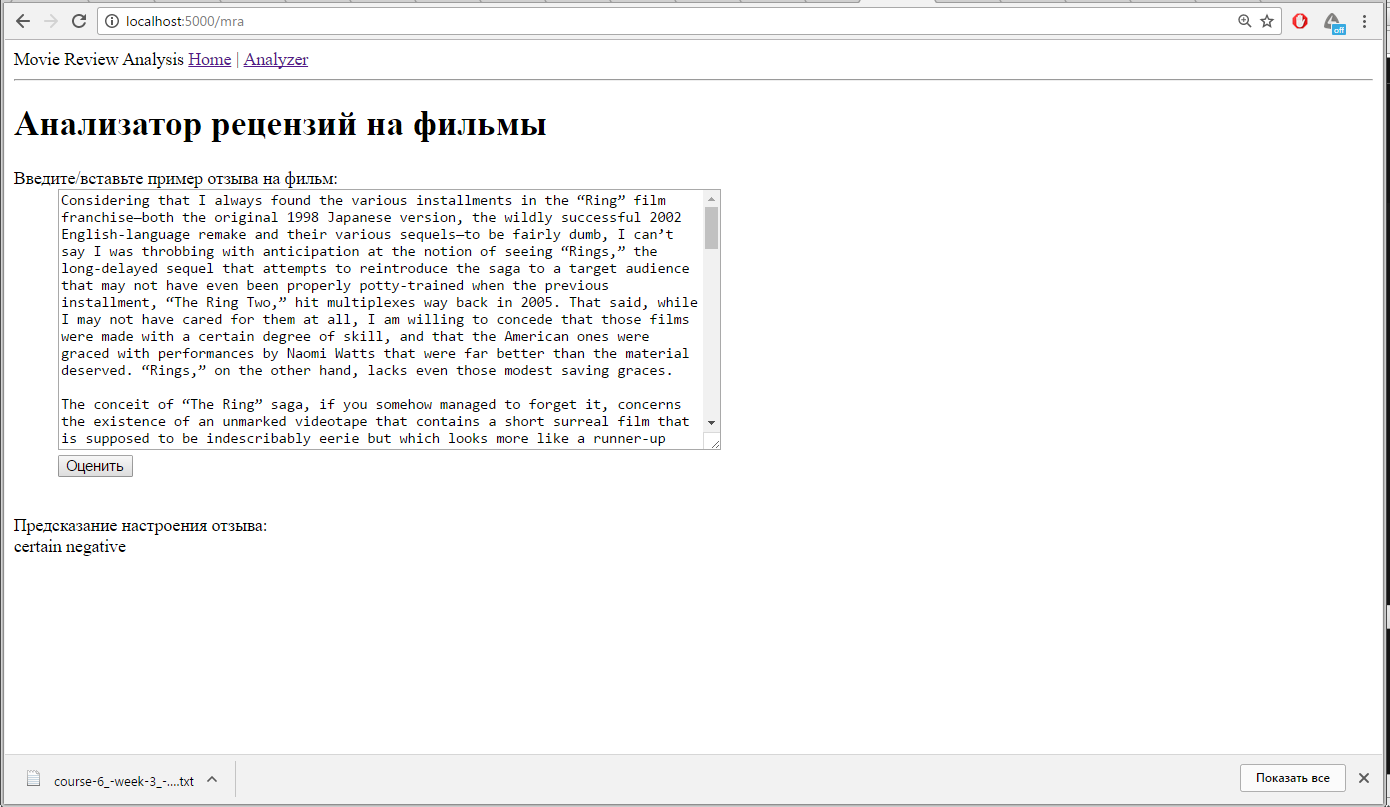 localhost:5000/mra
off
Movie Review Analysis Home | Analyzer
Анализатор рецензий на фильмы
Введите/вставьте пример отзыва на фильм:
Considering that I always found the various installments in the “Ring” film
franchise—both the original 1998 Japanese version, the wildly successful 2002
English-language remake and their various sequels—to be fairly dumb, I can’t
say I was throbbing with anticipation at the notion of seeing “Rings,” the
long-delayed sequel that attempts to reintroduce the saga to a target audience
that may not have even been properly potty-trained when the previous
installment, “The Ring Two,” hit multiplexes way back in 2005. That said, while
I may not have cared for them at all, I am willing to concede that those films
were made with a certain degree of skill, and that the American ones were
graced with performances by Naomi Watts that were far better than the material
deserved. “Rings,” on the other hand, lacks even those modest saving graces.
The conceit of “The Ring” saga, if you somehow managed to forget it, concerns
the existence of an unmarked videotape that contains a short surreal film that
is supposed to be indescribably eerie but which looks more like a runner-up
Оценить
Предсказание настроения отзыва:
certain negative
course-6_-week-3_-....txt
Показать все